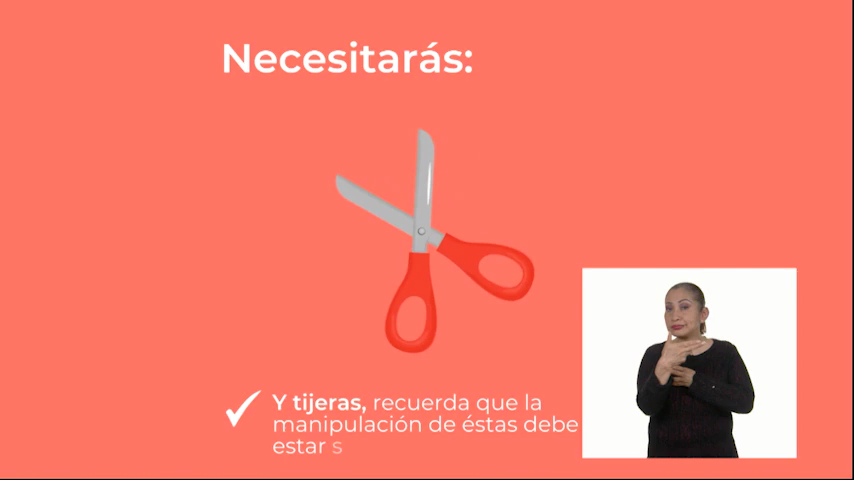 Necesitarás:
Y tijeras, recuerda que la
manipulación de éstas debe
estar s